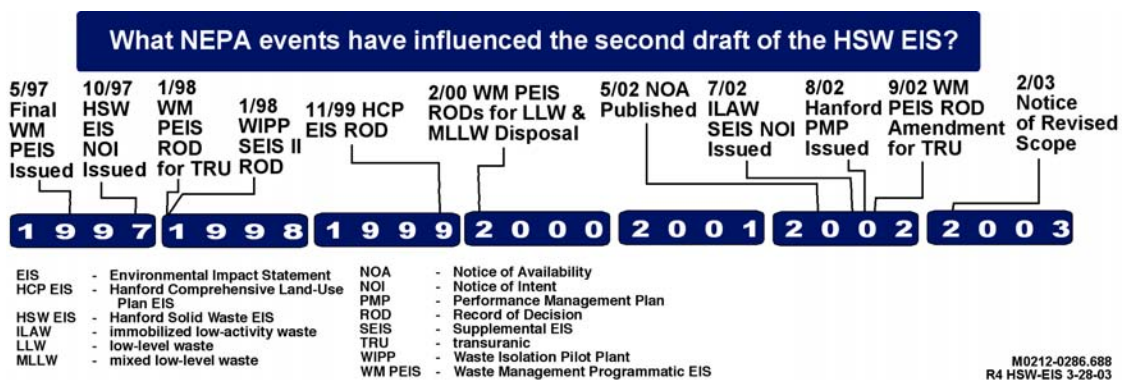 What NEPA events have influenced the second draft of the HSW EIS?
5/97
Final
WM
PEIS
Issued
10/97
HSW
EIS
NOI
Issued
1/98
WM
PEIS
ROD
for TRU
1/98
WIPP
SEIS II
ROD
11/99 HCP
EIS ROD
2/00 WM PEIS
RODs for LLW &
MLLW Disposal
5/02 NOA
Published
7/02
ILAW
SEIS NOI
Issued
8/02
Hanford
PMP
Issued
9/02 WM
PEIS ROD
Amendment
for TRU
2/03
Notice
of Revised
Scope
1997 1998 1999 2000 2001 2002 2003
EIS - Environmental Impact Statement
HCP EIS - Hanford Comprehensive Land-Use
Plan EIS
HSW EIS - Hanford Solid Waste EIS
ILAW - immobilized low-activity waste
LLW - low-level waste
MLLW - mixed low-level waste
NOA - Notice of Availability
NOI - Notice of Intent
PMP - Performance Management Plan
ROD - Record of Decision
SEIS - Supplemental EIS
TRU - transuranic
WIPP - Waste Isolation Pilot Plant
WM PEIS - Waste Management Programmatic EIS
M0212-0286.688
R4 HSW-EIS 3-28-03